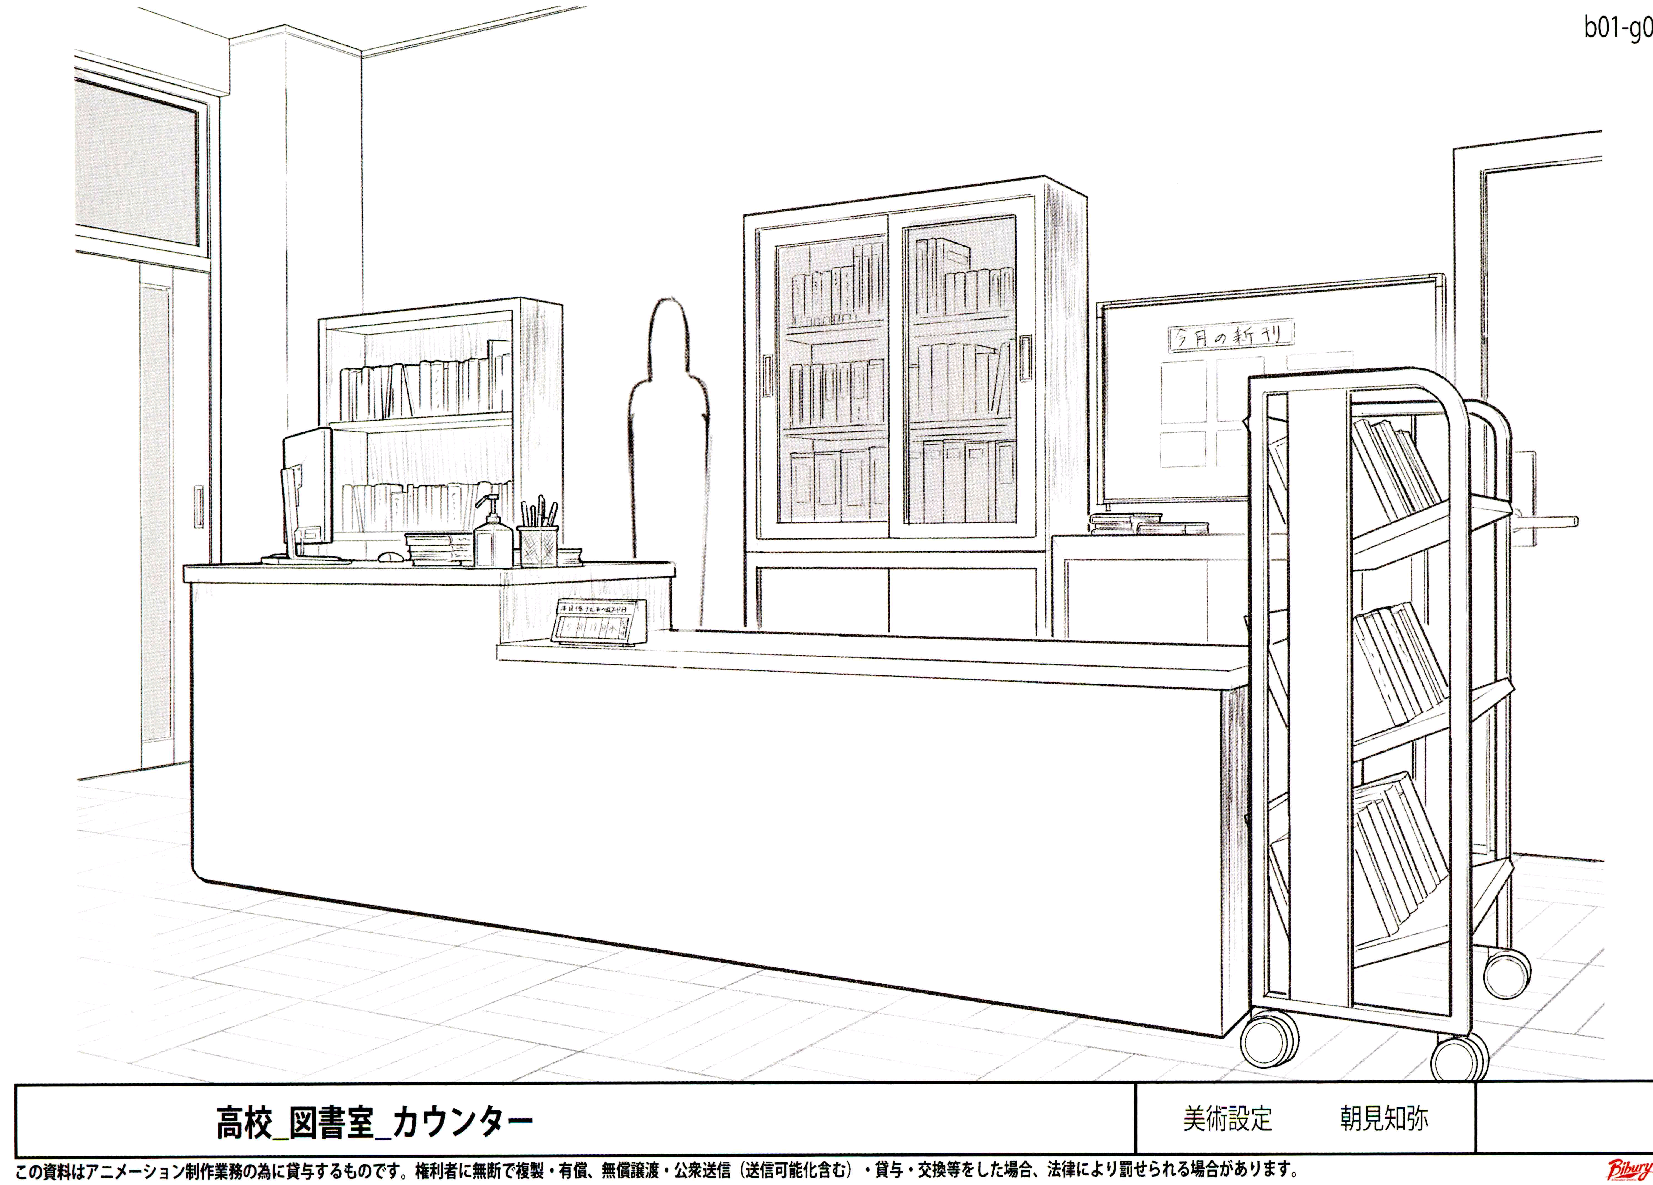 b01-g0
今月の新刊
高校_図書室_カウンター
美術設定 朝見知弥
この資料はアニメーション制作業務の為に貸与するものです。権利者に無断で複製・有償、無償譲渡・公衆送信（送信可能化含む）・貸与・交換等をした場合、法律により罰せられる場合があります。
Bibury